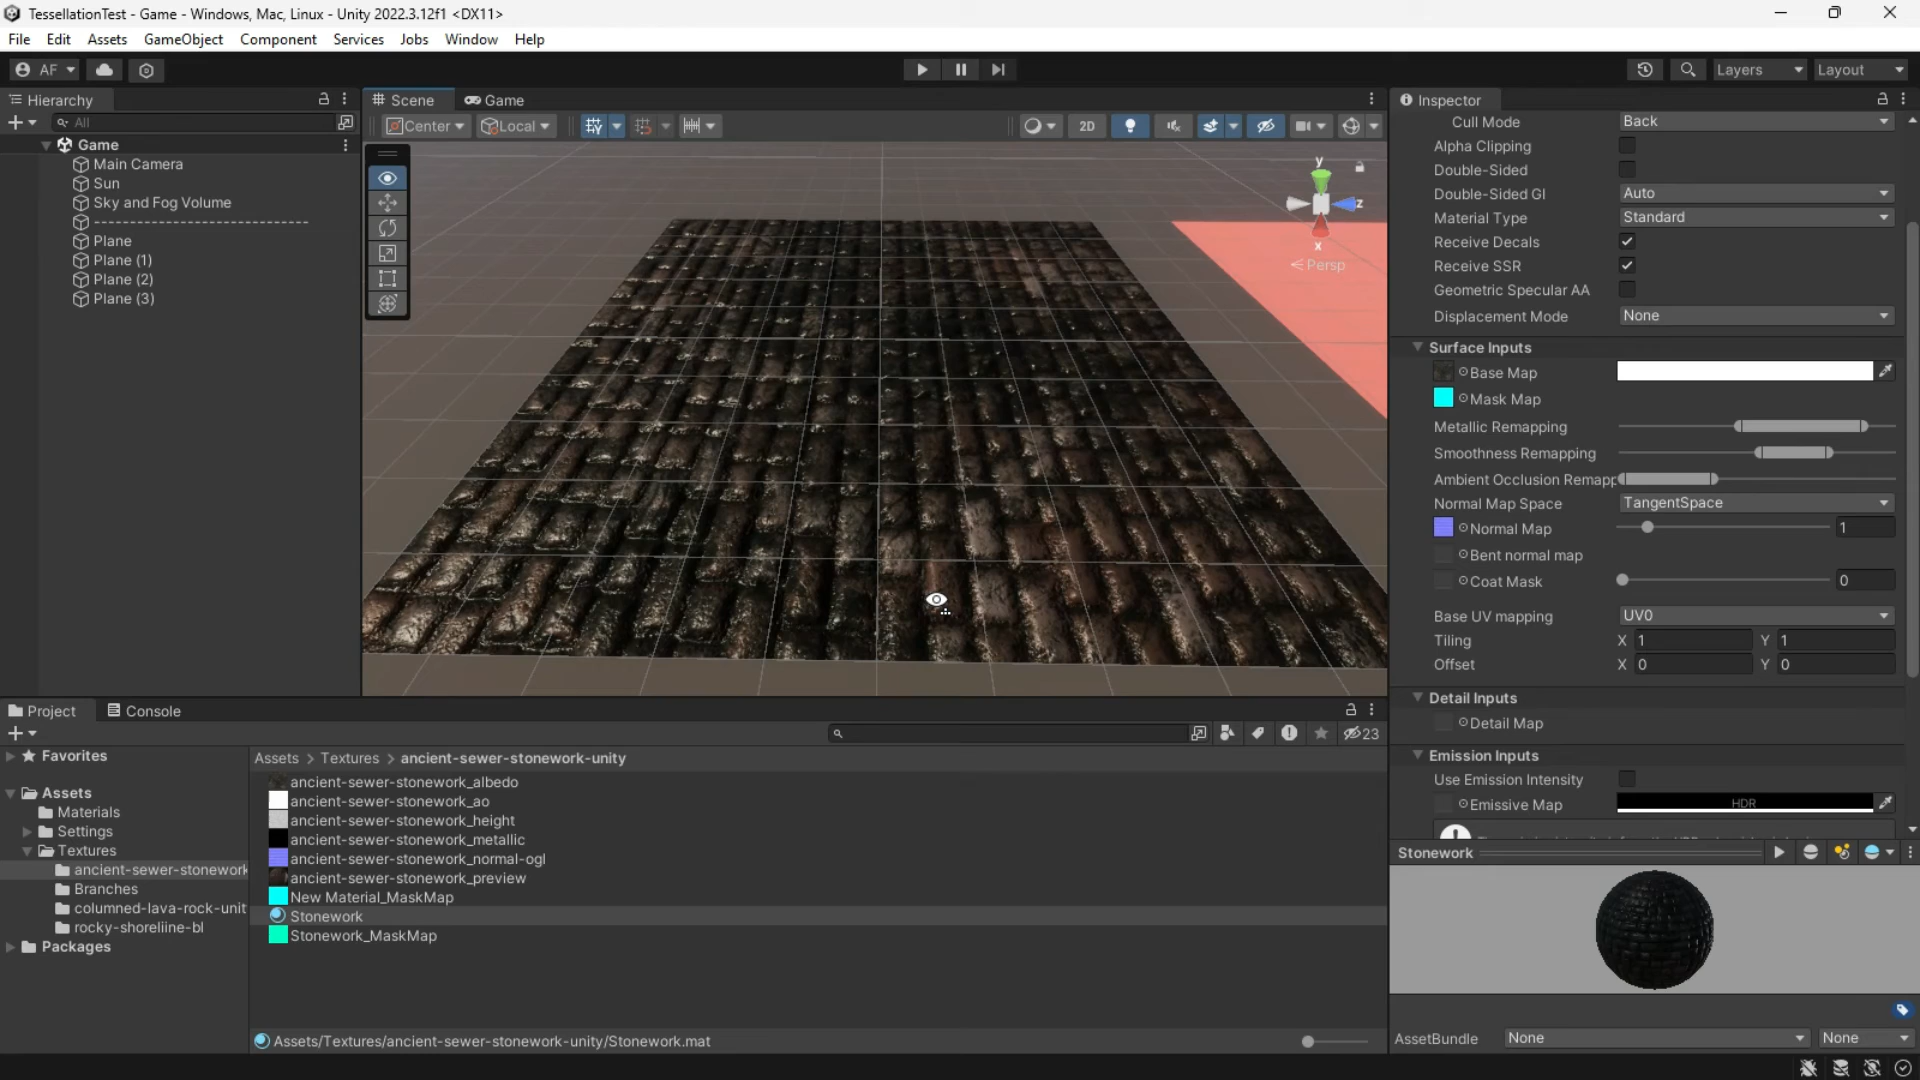 TessellationTest - Game - Windows, Mac, Linux - Unity 2022.3.12f1 <DX11>
File Edit Assets GameObject Component Services Jobs Window Help
AF Layers Layout
Hierarchy
All
Game
Main Camera
Sun
Sky and Fog Volume
------------------------------
Plane
Plane (1)
Plane (2)
Plane (3)
Scene Game
Center Local 2D
y
z
x
Persp
Inspector
Cull Mode Back
Alpha Clipping
Double-Sided
Double-Sided GI Auto
Material Type Standard
Receive Decals
Receive SSR
Geometric Specular AA
Displacement Mode None
Surface Inputs
Base Map
Mask Map
Metallic Remapping
Smoothness Remapping
Ambient Occlusion Remapp
Normal Map Space TangentSpace
Normal Map 1
Bent normal map
Coat Mask 0
Base UV mapping UV0
Tiling X 1 Y 1
Offset X 0 Y 0
Detail Inputs
Detail Map
Emission Inputs
Use Emission Intensity
Emissive Map HDR
Stonework
AssetBundle None None
Project Console
23
Favorites
Assets
Materials
Settings
Textures
ancient-sewer-stonework
Branches
columned-lava-rock-unit
rocky-shoreliine-bl
Packages
Assets > Textures > ancient-sewer-stonework-unity
ancient-sewer-stonework_albedo
ancient-sewer-stonework_ao
ancient-sewer-stonework_height
ancient-sewer-stonework_metallic
ancient-sewer-stonework_normal-ogl
ancient-sewer-stonework_preview
New Material_MaskMap
Stonework
Stonework_MaskMap
Assets/Textures/ancient-sewer-stonework-unity/Stonework.mat